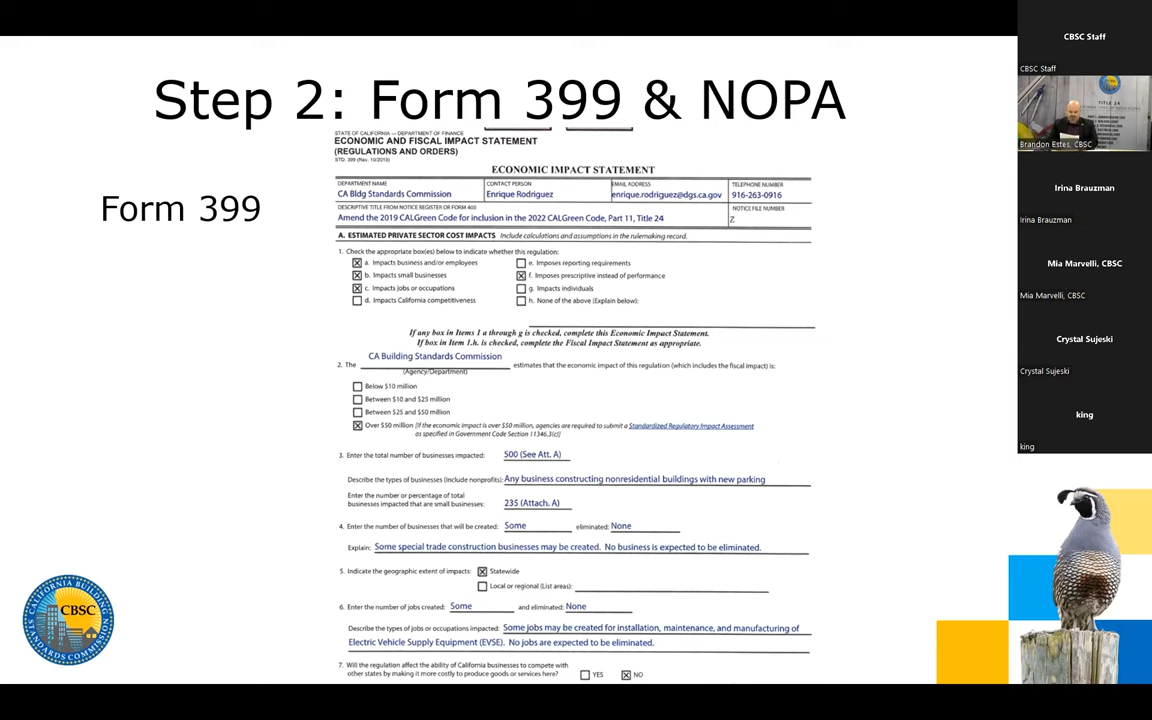 Step 2: Form 399 & NOPA
Form 399
STATE OF CALIFORNIA — DEPARTMENT OF FINANCE
ECONOMIC AND FISCAL IMPACT STATEMENT
(REGULATIONS AND ORDERS)
STD. 399 (Rev. 10/2019)
ECONOMIC IMPACT STATEMENT
DEPARTMENT NAME CONTACT PERSON EMAIL ADDRESS TELEPHONE NUMBER
CA Bldg Standards Commission Enrique Rodriguez enrique.rodriguez@dgs.ca.gov 916-263-0916
DESCRIPTIVE TITLE FROM NOTICE REGISTER OR FORM 400 NOTICE FILE NUMBER
Amend the 2019 CALGreen Code for inclusion in the 2022 CALGreen Code, Part 11, Title 24 Z
A. ESTIMATED PRIVATE SECTOR COST IMPACTS Include calculations and assumptions in the rulemaking record.
1. Check the appropriate box(es) below to indicate whether this regulation:
a. Impacts business and/or employees e. Imposes reporting requirements
b. Impacts small businesses f. Imposes prescriptive instead of performance
c. Impacts jobs or occupations g. Impacts individuals
d. Impacts California competitiveness h. None of the above (Explain below):
If any box in Items 1 a through g is checked, complete this Economic Impact Statement.
If box in Item 1.h. is checked, complete the Fiscal Impact Statement as appropriate.
CA Building Standards Commission
2. The estimates that the economic impact of this regulation (which includes the fiscal impact) is:
(Agency/Department)
Below $10 million
Between $10 and $25 million
Between $25 and $50 million
Over $50 million [If the economic impact is over $50 million, agencies are required to submit a Standardized Regulatory Impact Assessment
as specified in Government Code Section 11346.3(c)]
3. Enter the total number of businesses impacted: 500 (See Att. A)
Describe the types of businesses (Include nonprofits): Any business constructing nonresidential buildings with new parking
Enter the number or percentage of total
businesses impacted that are small businesses: 235 (Attach. A)
4. Enter the number of businesses that will be created: Some eliminated: None
Explain: Some special trade construction businesses may be created. No business is expected to be eliminated.
5. Indicate the geographic extent of impacts: Statewide
Local or regional (List areas):
6. Enter the number of jobs created: Some and eliminated: None
Describe the types of jobs or occupations impacted: Some jobs may be created for installation, maintenance, and manufacturing of
Electric Vehicle Supply Equipment (EVSE). No jobs are expected to be eliminated.
7. Will the regulation affect the ability of California businesses to compete with
other states by making it more costly to produce goods or services here? YES NO
CALIFORNIA BUILDING
STANDARDS COMMISSION
CBSC
CBSC Staff
CBSC Staff
TITLE 24
Brandon Estes, CBSC
Irina Brauzman
Irina Brauzman
Mia Marvelli, CBSC
Mia Marvelli, CBSC
Crystal Sujeski
Crystal Sujeski
king
king